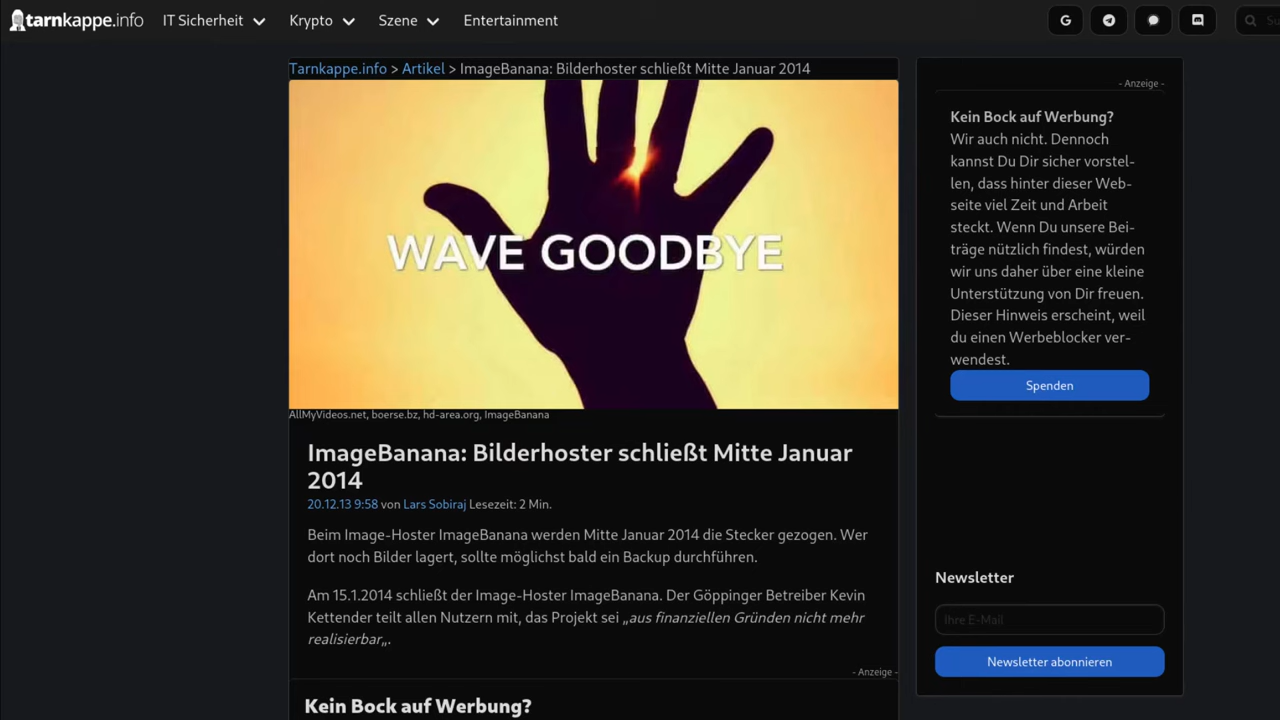 tarnkappe.info IT Sicherheit Krypto Szene Entertainment
Tarnkappe.info > Artikel > ImageBanana: Bilderhoster schließt Mitte Januar 2014
WAVE GOODBYE
AllMyVideos.net, boerse.bz, hd-area.org, ImageBanana
ImageBanana: Bilderhoster schließt Mitte Januar
2014
20.12.13 9:58 von Lars Sobiraj Lesezeit: 2 Min.
Beim Image-Hoster ImageBanana werden Mitte Januar 2014 die Stecker gezogen. Wer
dort noch Bilder lagert, sollte möglichst bald ein Backup durchführen.
Am 15.1.2014 schließt der Image-Hoster ImageBanana. Der Göppinger Betreiber Kevin
Kettender teilt allen Nutzern mit, das Projekt sei „aus finanziellen Gründen nicht mehr
realisierbar„.
- Anzeige -
Kein Bock auf Werbung?
- Anzeige -
Kein Bock auf Werbung?
Wir auch nicht. Dennoch
kannst Du Dir sicher vorstel-
len, dass hinter dieser Web-
seite viel Zeit und Arbeit
steckt. Wenn Du unsere Bei-
träge nützlich findest, würden
wir uns daher über eine kleine
Unterstützung von Dir freuen.
Dieser Hinweis erscheint, weil
du einen Werbeblocker ver-
wendest.
Spenden
Newsletter
Ihre E-Mail
Newsletter abonnieren